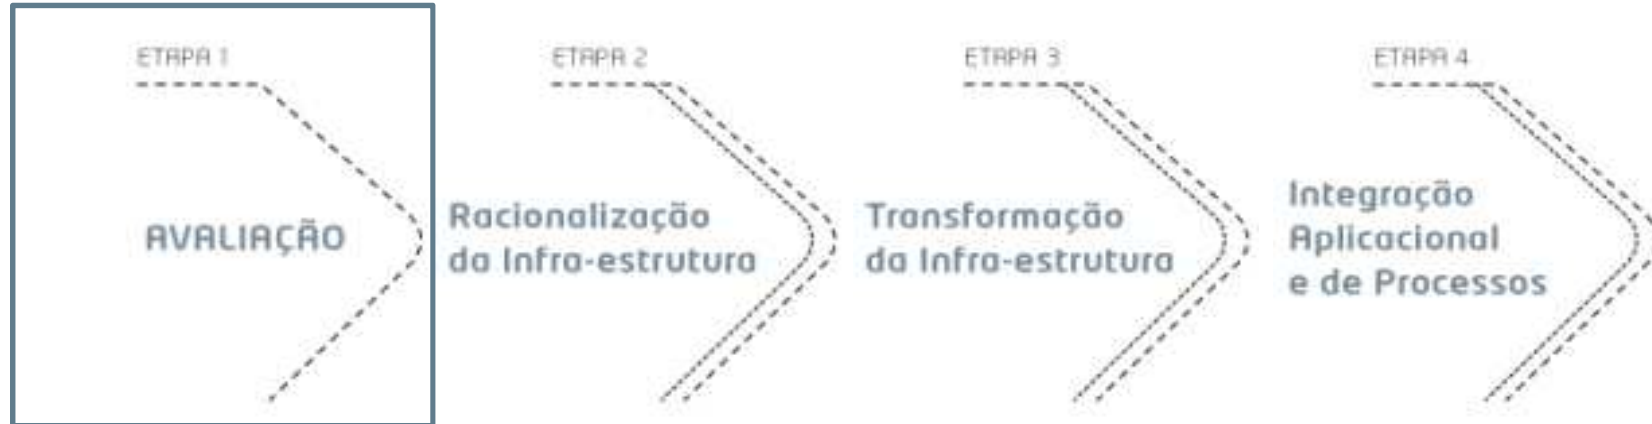 ETAPA 1
AVALIAÇÃO
ETAPA 2
Racionalização
da Infra-estrutura
ETAPA 3
Transformação
da Infra-estrutura
ETAPA 4
Integração
Aplicacional
e de Processos